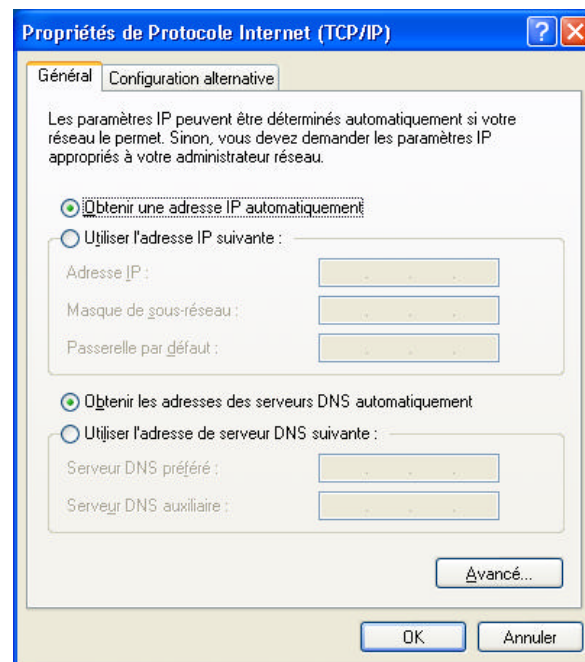 Propriétés de Protocole Internet (TCP/IP)
Général
Configuration alternative
Les paramètres IP peuvent être déterminés automatiquement si votre
réseau le permet. Sinon, vous devez demander les paramètres IP
appropriés à votre administrateur réseau.
Obtenir une adresse IP automatiquement
Utiliser l'adresse IP suivante :
Adresse IP :
Masque de sous-réseau :
Passerelle par défaut :
Obtenir les adresses des serveurs DNS automatiquement
Utiliser l'adresse de serveur DNS suivante :
Serveur DNS préféré :
Serveur DNS auxiliaire :
Avancé...
OK
Annuler